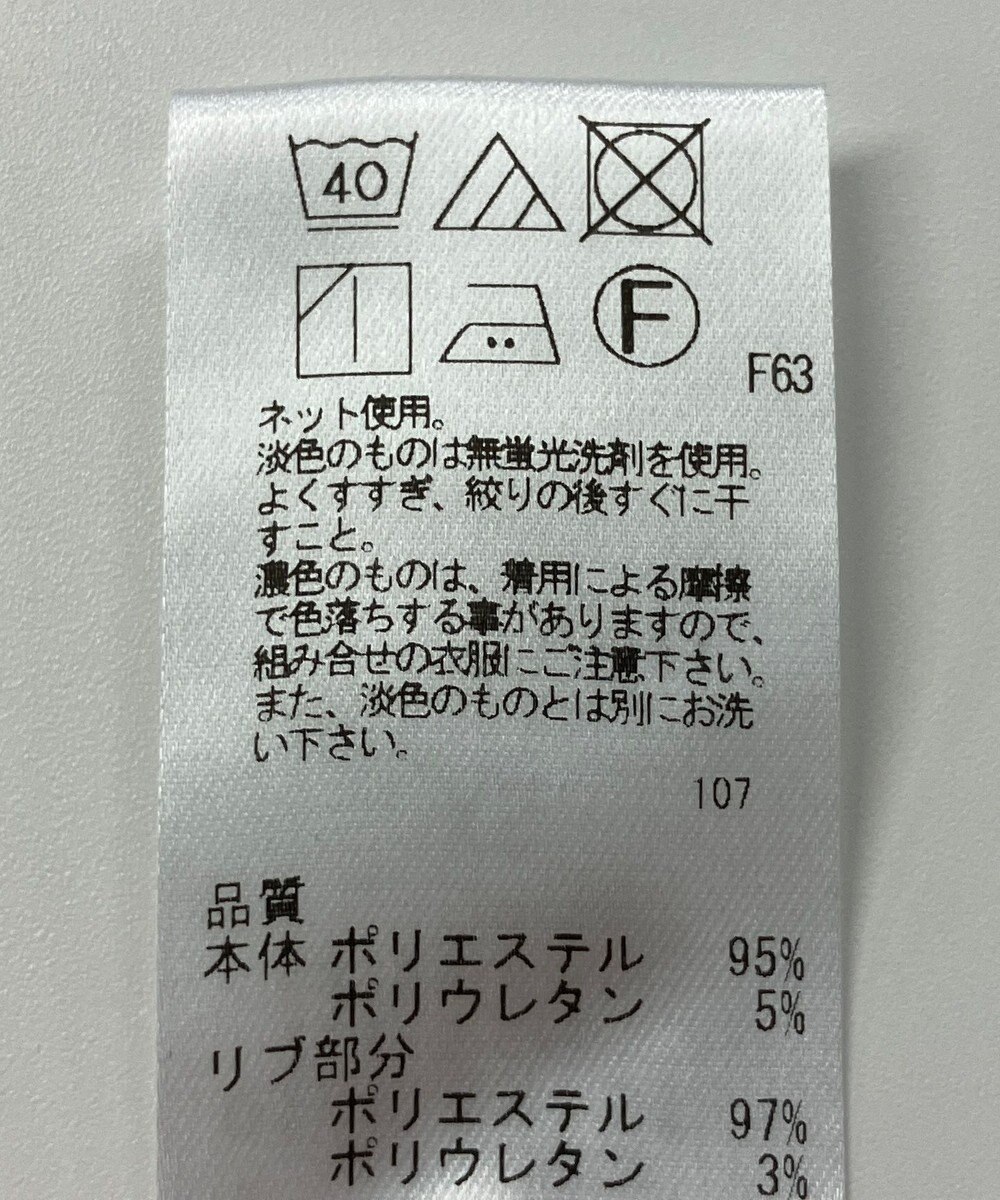 40
F
F63
ネット使用。
淡色のものは無蛍光洗剤を使用。
よくすすぎ、絞りの後すぐに干
すこと。
濃色のものは、着用による摩擦
で色落ちする事がありますので、
組み合せの衣服にご注意下さい。
また、淡色のものとは別にお洗
い下さい。
107
品質
本体 ポリエステル 95%
ポリウレタン 5%
リブ部分
ポリエステル 97%
ポリウレタン 3%